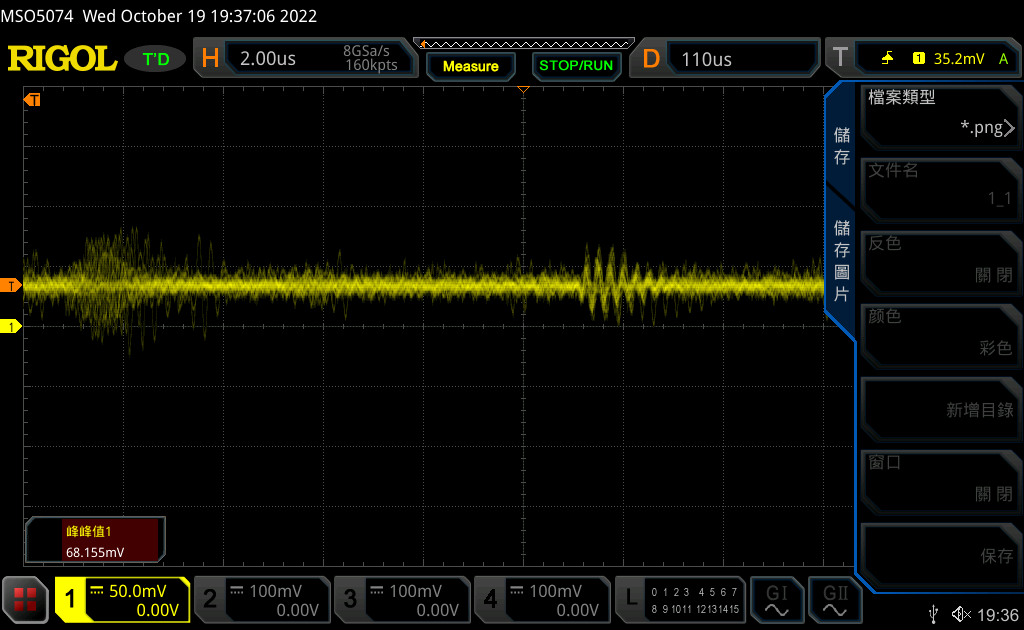 MSO5074 Wed October 19 19:37:06 2022
RIGOL
T'D
H
2.00us
8GSa/s
160kpts
Measure
STOP/RUN
D
110us
T
1
35.2mV
A
T
T
1
儲存
儲存圖片
檔案類型
*.png
文件名
1_1
反色
關 閉
颜色
彩色
新增目錄
窗口
關 閉
保存
峰峰值1
68.155mV
1
50.0mV
0.00V
2
100mV
0.00V
3
100mV
0.00V
4
100mV
0.00V
L
0 1 2 3 4 5 6 7
8 9 10 11 12 13 14 15
GI
GII
19:36